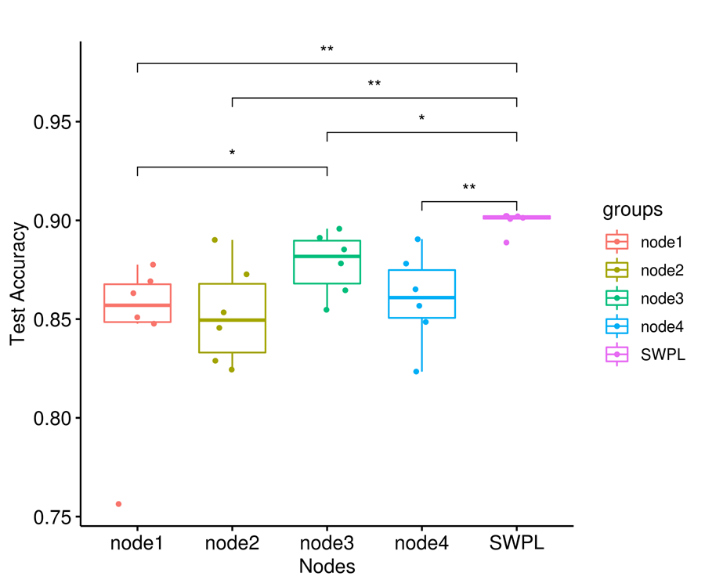 **
**
*
*
**
0.95
0.90
0.85
0.80
0.75
Test Accuracy
node1 node2 node3 node4 SWPL
Nodes
groups
node1
node2
node3
node4
SWPL